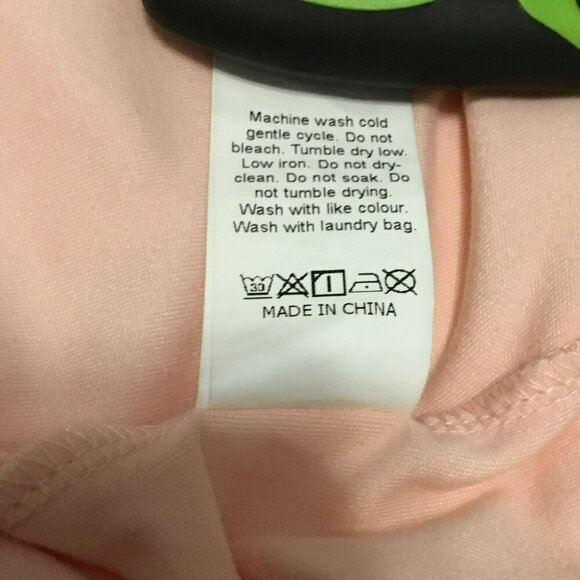 Machine wash cold
gentle cycle. Do not
bleach. Tumble dry low.
Low iron. Do not dry-
clean. Do not soak. Do
not tumble drying.
Wash with like colour.
Wash with laundry bag.
30
MADE IN CHINA